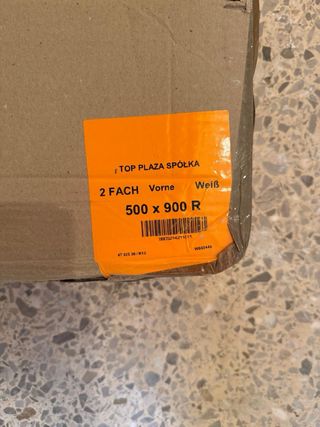 TOP PLAZA SPÓŁKA
2 FACH Vorne Weiß
500 x 900 R